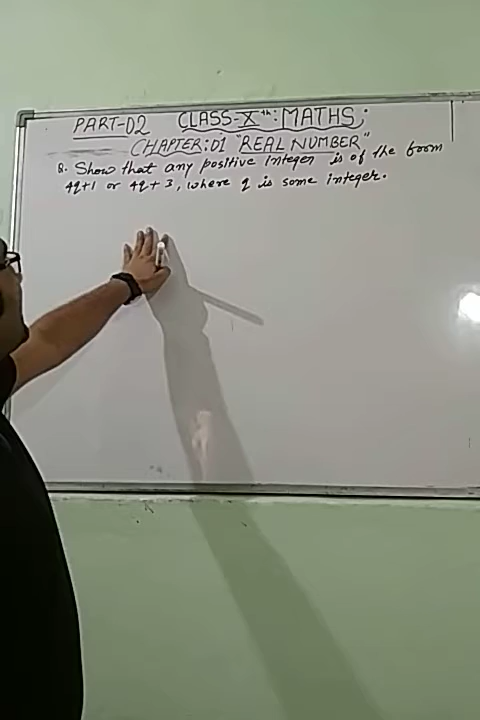 PART-02 CLASS-Xth: MATHS:
CHAPTER:01 "REAL NUMBER"
Q. Show that any positive integer is of the form
4q+1 or 4q+3, where q is some integer.